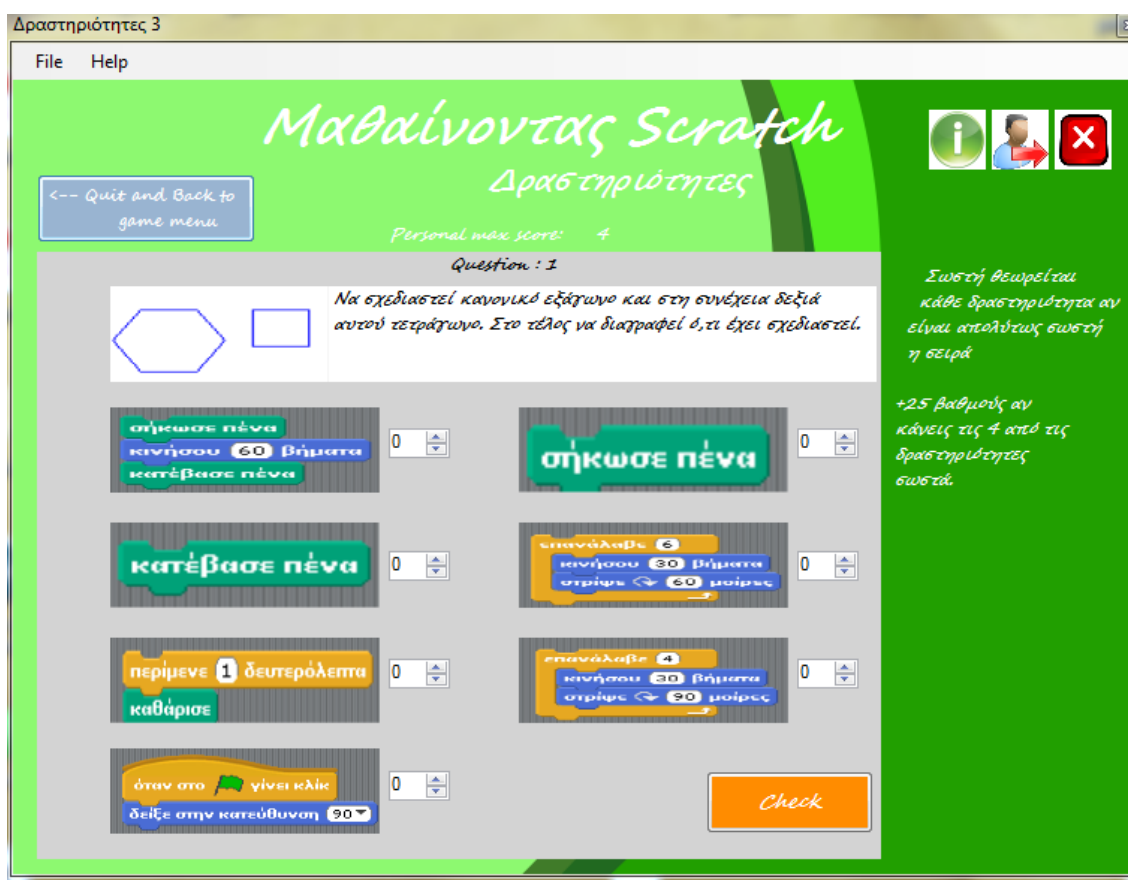 Δραστηριότητες 3
File Help
Μαθαίνοντας Scratch
Δραστηριότητες
<-- Quit and Back to
game menu
Personal max score: 4
Question : 1
Να σχεδιαστεί κανονικό εξάγωνο και στη συνέχεια δεξιά
αυτού τετράγωνο. Στο τέλος να διαγραφεί ό,τι έχει σχεδιαστεί.
Σωστή θεωρείται
κάθε δραστηριότητα αν
είναι απολύτως σωστή
η σειρά
+25 βαθμούς αν
κάνεις τις 4 από τις
δραστηριότητες
σωστά.
σήκωσε πένα
κινήσου 60 βήματα
κατέβασε πένα
0
σήκωσε πένα
0
κατέβασε πένα
0
επανάλαβε 6
κινήσου 30 βήματα
στρίψε 60 μοίρες
0
περίμενε 1 δευτερόλεπτα
καθάρισε
0
επανάλαβε 4
κινήσου 30 βήματα
στρίψε 90 μοίρες
0
όταν στο γίνει κλίκ
δείξε στην κατεύθυνση 90
0
Check